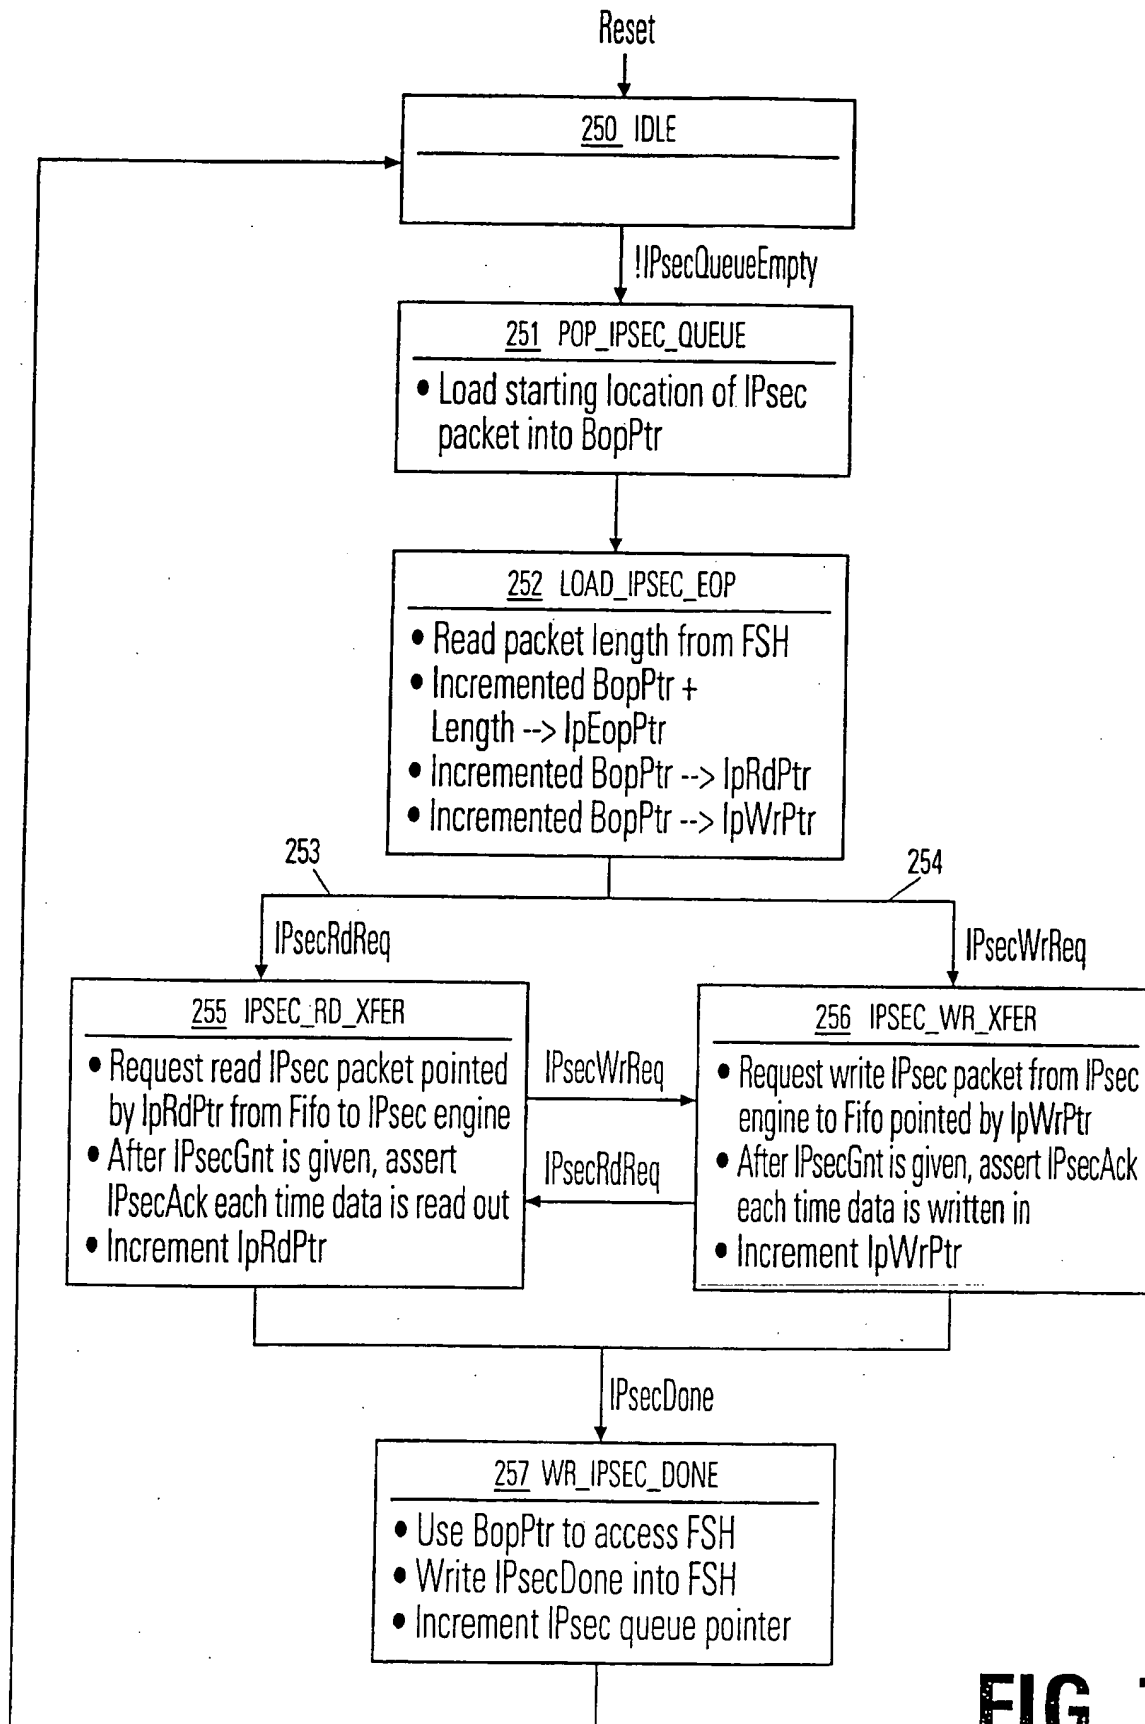 Reset
250 IDLE
!IPsecQueueEmpty
251 POP_IPSEC_QUEUE
• Load starting location of IPsec
packet into BopPtr
252 LOAD_IPSEC_EOP
• Read packet length from FSH
• Incremented BopPtr +
Length --> IpEopPtr
• Incremented BopPtr --> IpRdPtr
• Incremented BopPtr --> IpWrPtr
253
254
IPsecRdReq
IPsecWrReq
255 IPSEC_RD_XFER
• Request read IPsec packet pointed
by IpRdPtr from Fifo to IPsec engine
• After IPsecGnt is given, assert
IPsecAck each time data is read out
• Increment IpRdPtr
IPsecWrReq
IPsecRdReq
256 IPSEC_WR_XFER
• Request write IPsec packet from IPsec
engine to Fifo pointed by IpWrPtr
• After IPsecGnt is given, assert IPsecAck
each time data is written in
• Increment IpWrPtr
IPsecDone
257 WR_IPSEC_DONE
• Use BopPtr to access FSH
• Write IPsecDone into FSH
• Increment IPsec queue pointer
FIG